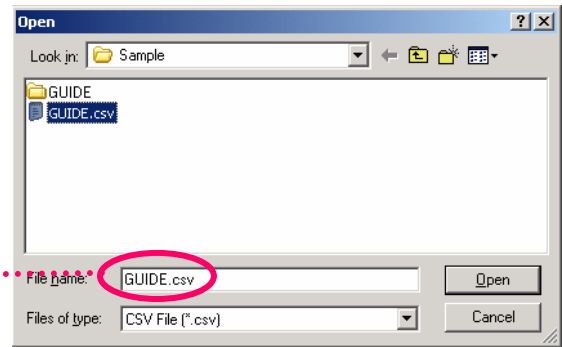 Open
Look in: Sample
GUIDE
GUIDE.csv
File name: GUIDE.csv Open
Files of type: CSV File (*.csv) Cancel